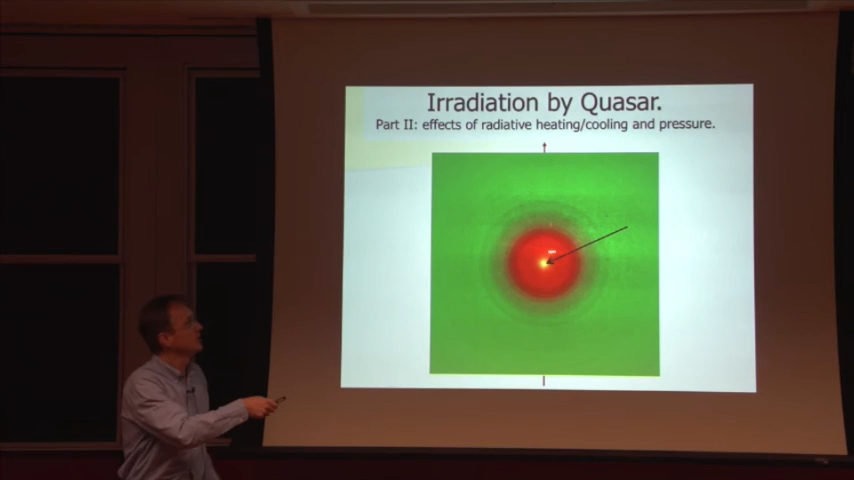 Irradiation by Quasar.
Part II: effects of radiative heating/cooling and pressure.